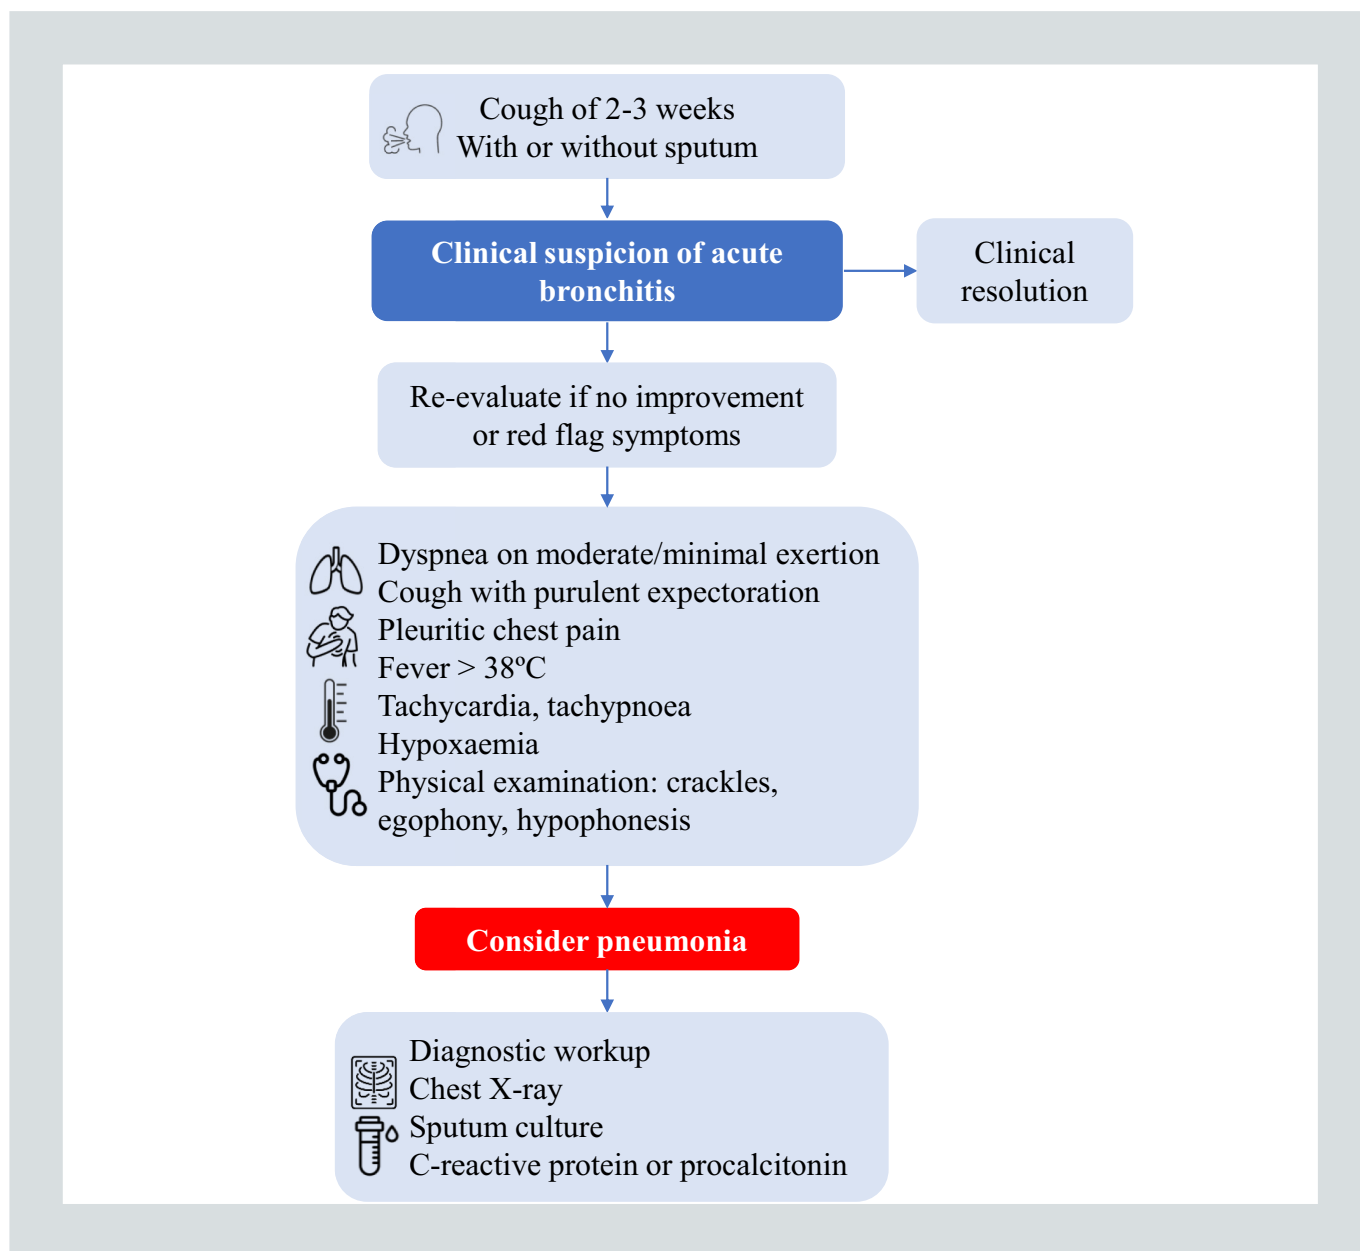 Cough of 2-3 weeks
With or without sputum
Clinical suspicion of acute
bronchitis
Clinical
resolution
Re-evaluate if no improvement
or red flag symptoms
Dyspnea on moderate/minimal exertion
Cough with purulent expectoration
Pleuritic chest pain
Fever > 38ºC
Tachycardia, tachypnoea
Hypoxaemia
Physical examination: crackles,
egophony, hypophonesis
Consider pneumonia
Diagnostic workup
Chest X-ray
Sputum culture
C-reactive protein or procalcitonin